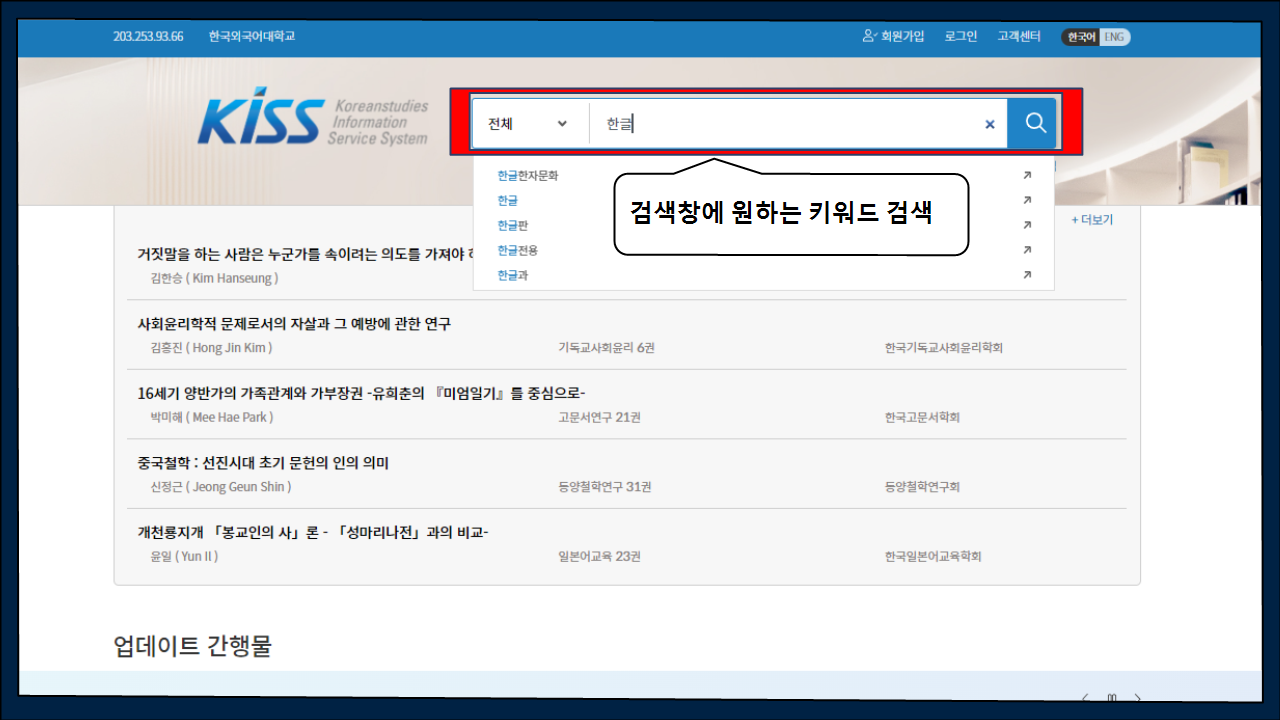 203.253.93.66 한국외국어대학교 회원가입 로그인 고객센터 한국어 ENG
KISS Koreanstudies
Information
Service System
전체 한글
한글한자문화
한글
한글판
한글전용
한글과
검색창에 원하는 키워드 검색
+ 더보기
거짓말을 하는 사람은 누군가를 속이려는 의도를 가져야
김한승 ( Kim Hanseung )
사회윤리학적 문제로서의 자살과 그 예방에 관한 연구
김홍진 ( Hong Jin Kim ) 기독교사회윤리 6권 한국기독교사회윤리학회
16세기 양반가의 가족관계와 가부장권 -유희춘의 『미엄일기』를 중심으로-
박미해 ( Mee Hae Park ) 고문서연구 21권 한국고문서학회
중국철학 : 선진시대 초기 문헌의 인의 의미
신정근 ( Jeong Geun Shin ) 동양철학연구 31권 동양철학연구회
개천룡지개 「봉교인의 사」론 - 「성마리나전」과의 비교-
윤일 ( Yun Il ) 일본어교육 23권 한국일본어교육학회
업데이트 간행물